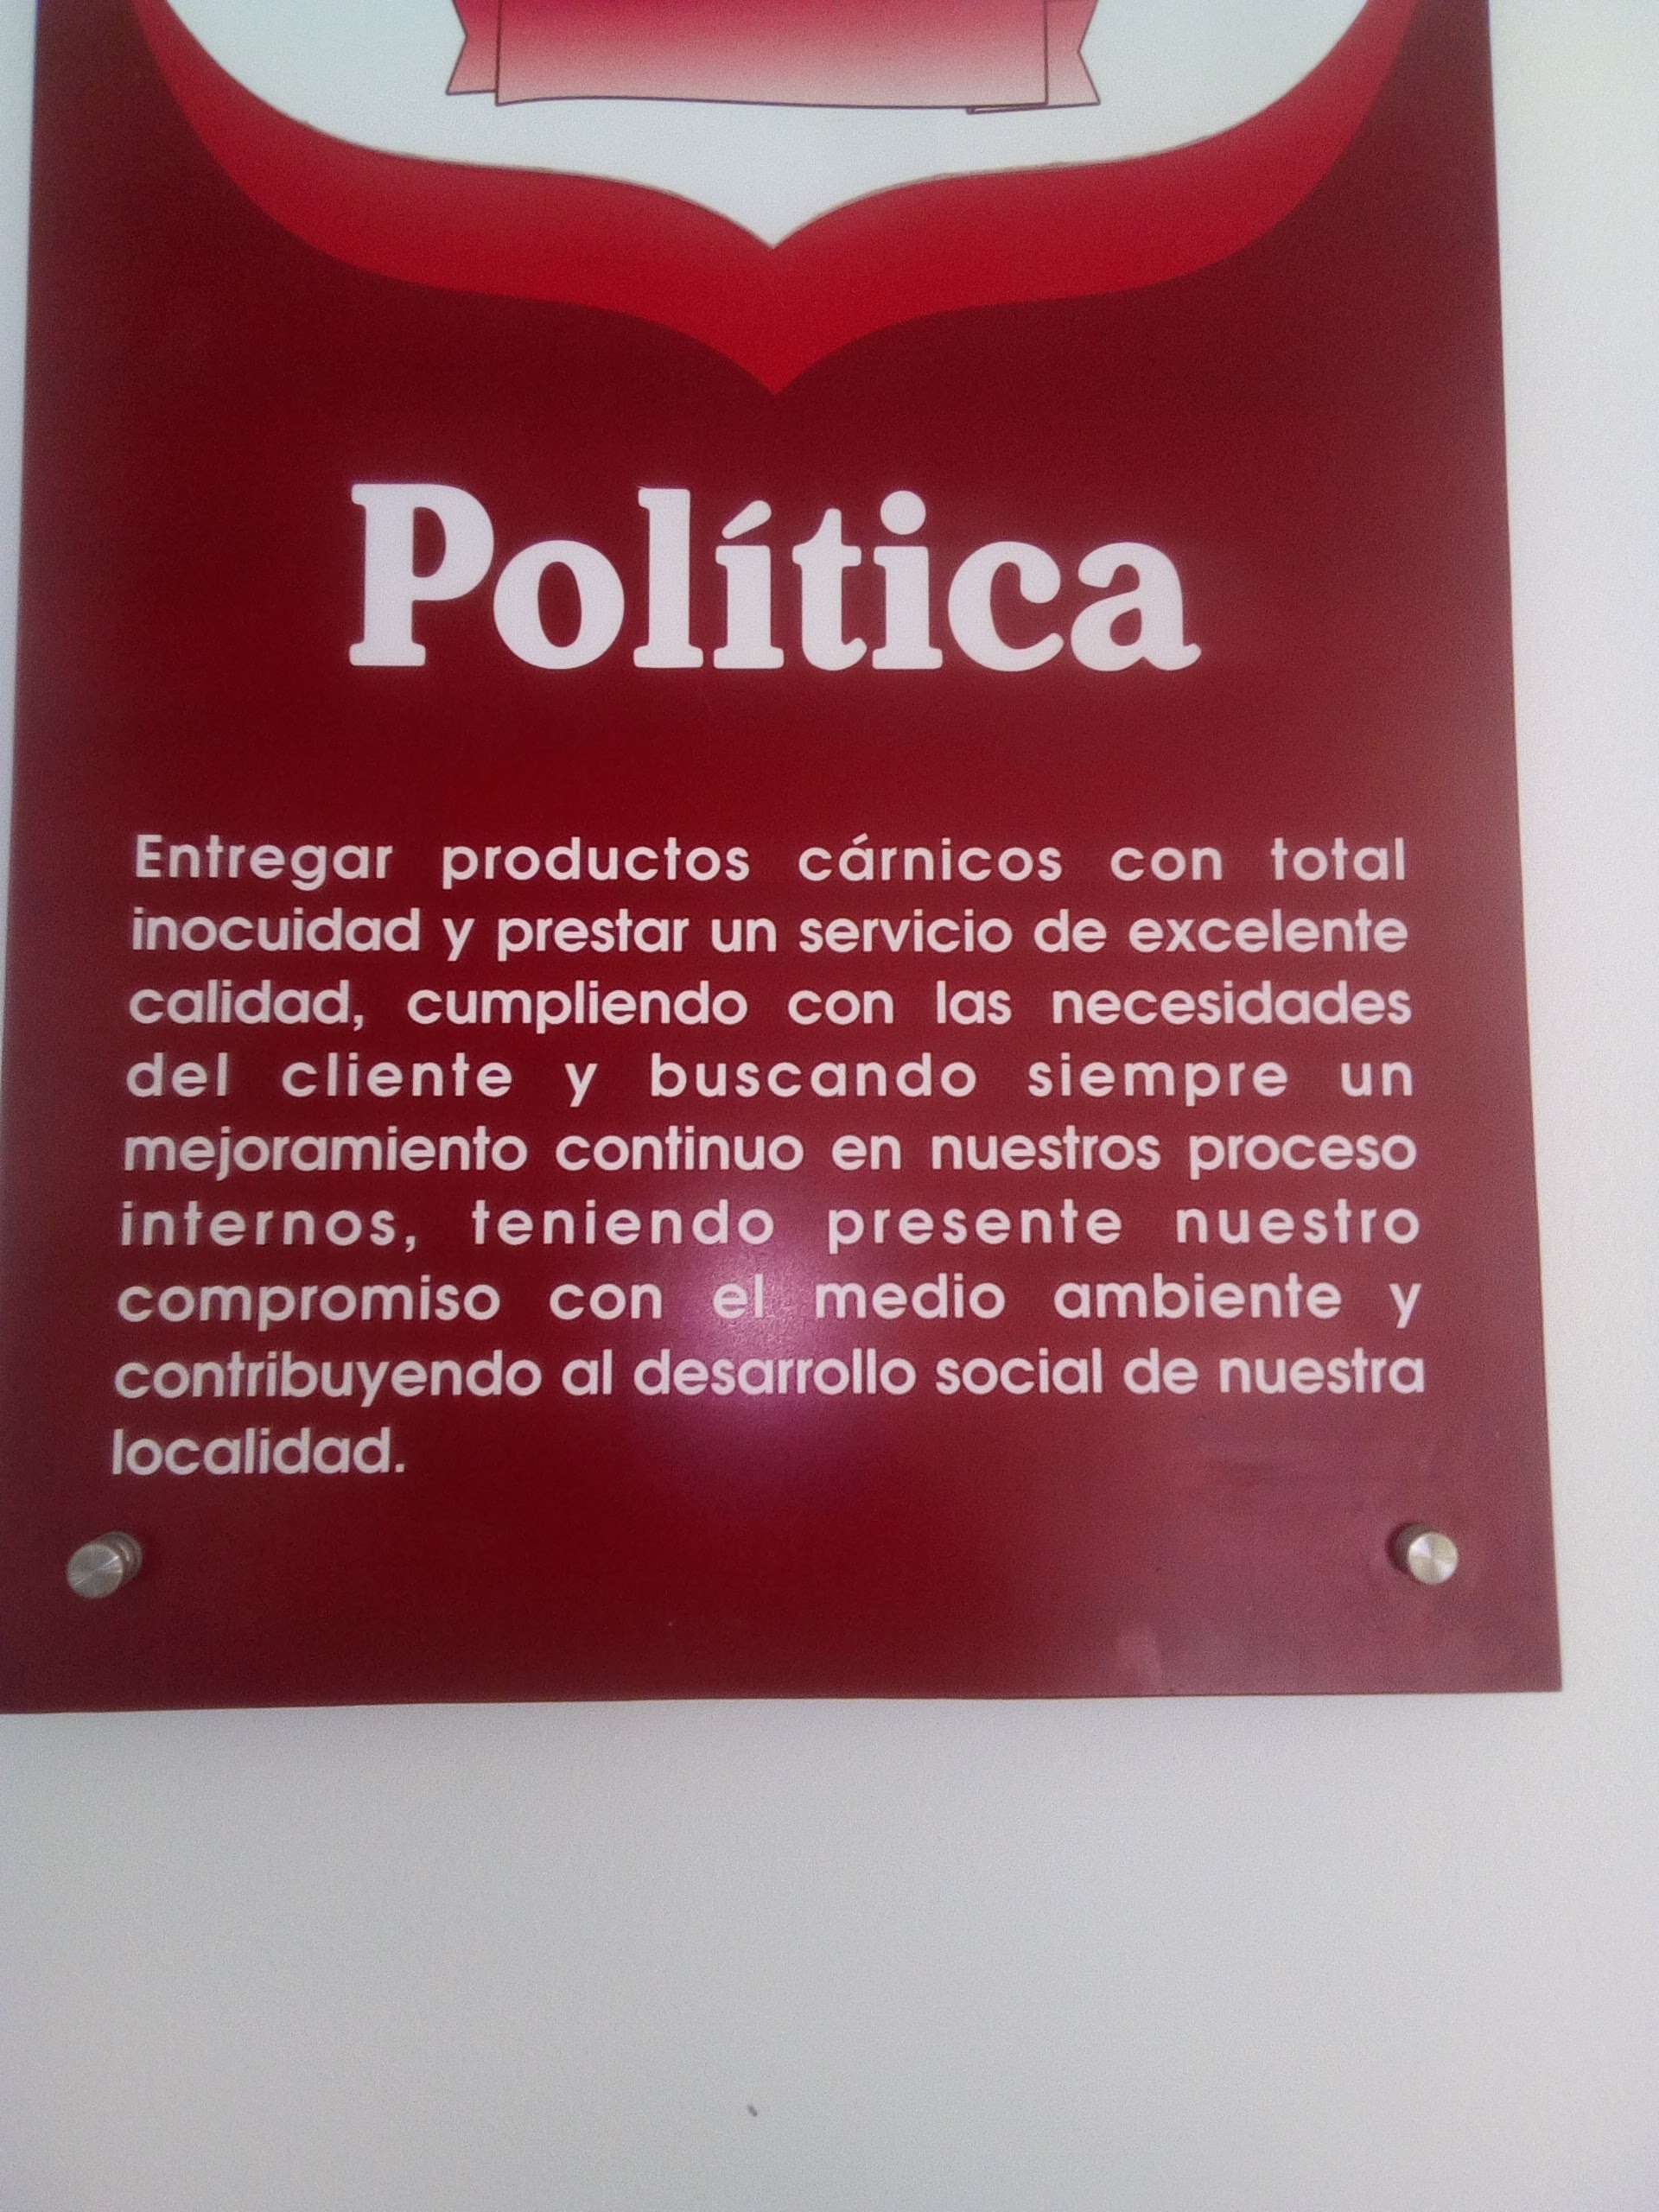 Política
Entregar productos cárnicos con total
inocuidad y prestar un servicio de excelente
calidad, cumpliendo con las necesidades
del cliente y buscando siempre un
mejoramiento continuo en nuestros proceso
internos, teniendo presente nuestro
compromiso con el medio ambiente y
contribuyendo al desarrollo social de nuestra
localidad.